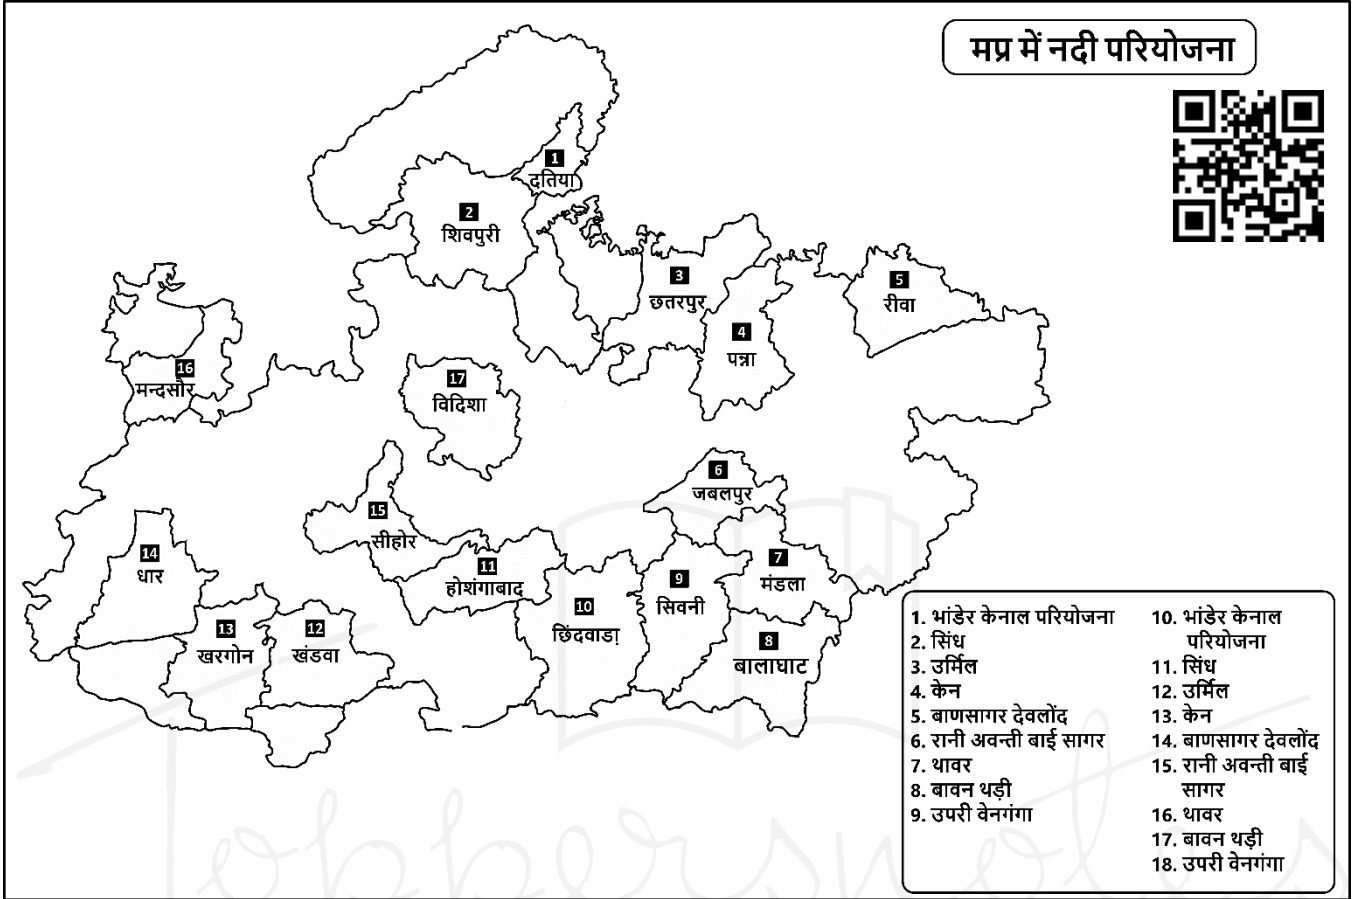 मप्र में नदी परियोजना
1
दतिया
2
शिवपुरी
3
छतरपुर
4
पन्ना
5
रीवा
16
मन्दसौर
17
विदिशा
6
जबलपुर
15
सीहोर
14
धार
11
होशंगाबाद
7
मंडला
9
सिवनी
10
छिंदवाडा़
13
खरगोन
12
खंडवा
8
बालाघाट
1. भांडेर केनाल परियोजना
2. सिंध
3. उर्मिल
4. केन
5. बाणसागर देवलोंद
6. रानी अवन्ती बाई सागर
7. थावर
8. बावन थड़ी
9. उपरी वेनगंगा
10. भांडेर केनाल
परियोजना
11. सिंध
12. उर्मिल
13. केन
14. बाणसागर देवलोंद
15. रानी अवन्ती बाई
सागर
16. थावर
17. बावन थड़ी
18. उपरी वेनगंगा
Toppersnotes